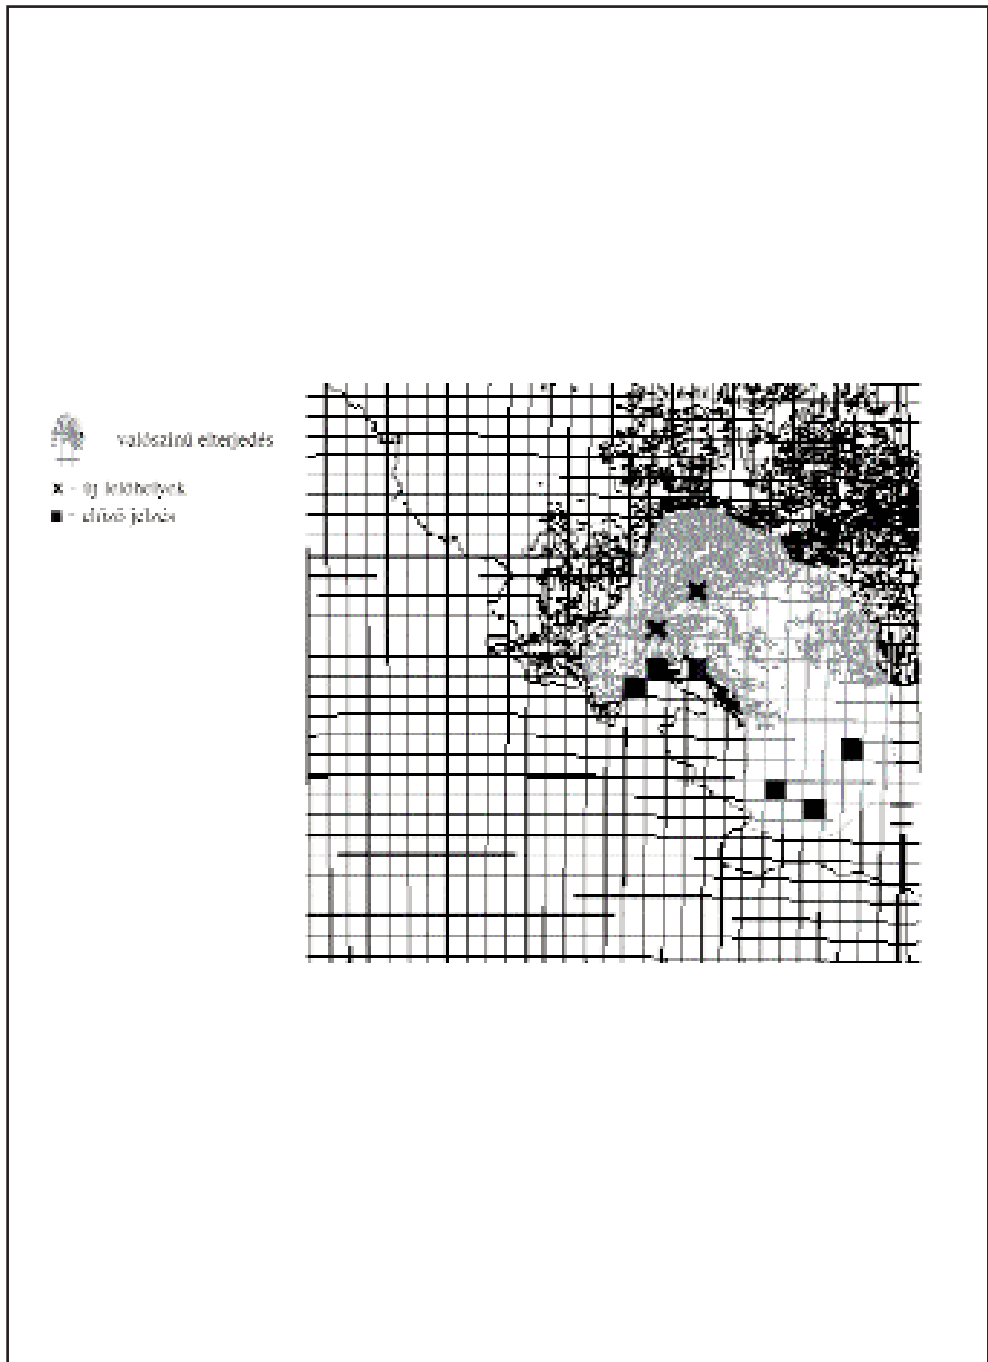 valószínű elterjedés
x - új lelőhelyek
■ - előző jelzés